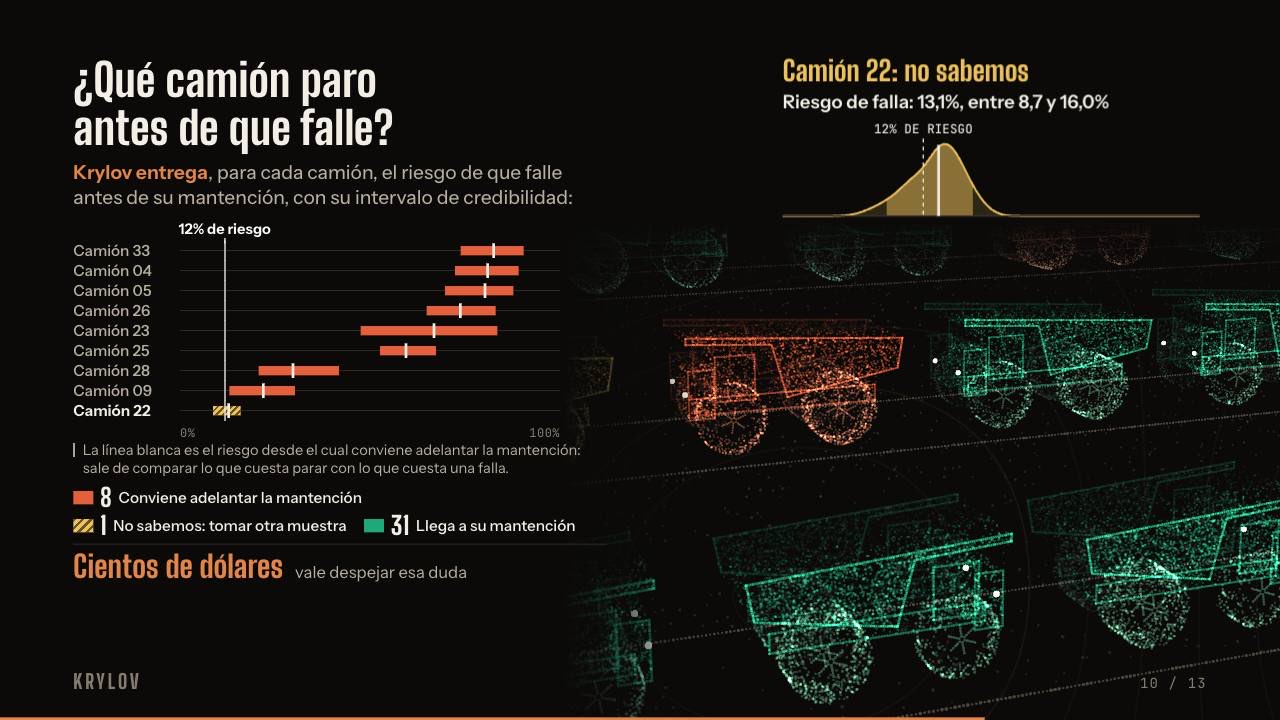 ¿Qué camión paro
antes de que falle?
Krylov entrega, para cada camión, el riesgo de que falle
antes de su mantención, con su intervalo de credibilidad:
12% de riesgo
Camión 33
Camión 04
Camión 05
Camión 26
Camión 23
Camión 25
Camión 28
Camión 09
Camión 22
0% 100%
La línea blanca es el riesgo desde el cual conviene adelantar la mantención:
sale de comparar lo que cuesta parar con lo que cuesta una falla.
8 Conviene adelantar la mantención
1 No sabemos: tomar otra muestra 31 Llega a su mantención
Cientos de dólares vale despejar esa duda
Camión 22: no sabemos
Riesgo de falla: 13,1%, entre 8,7 y 16,0%
12% DE RIESGO
KRYLOV
10 / 13